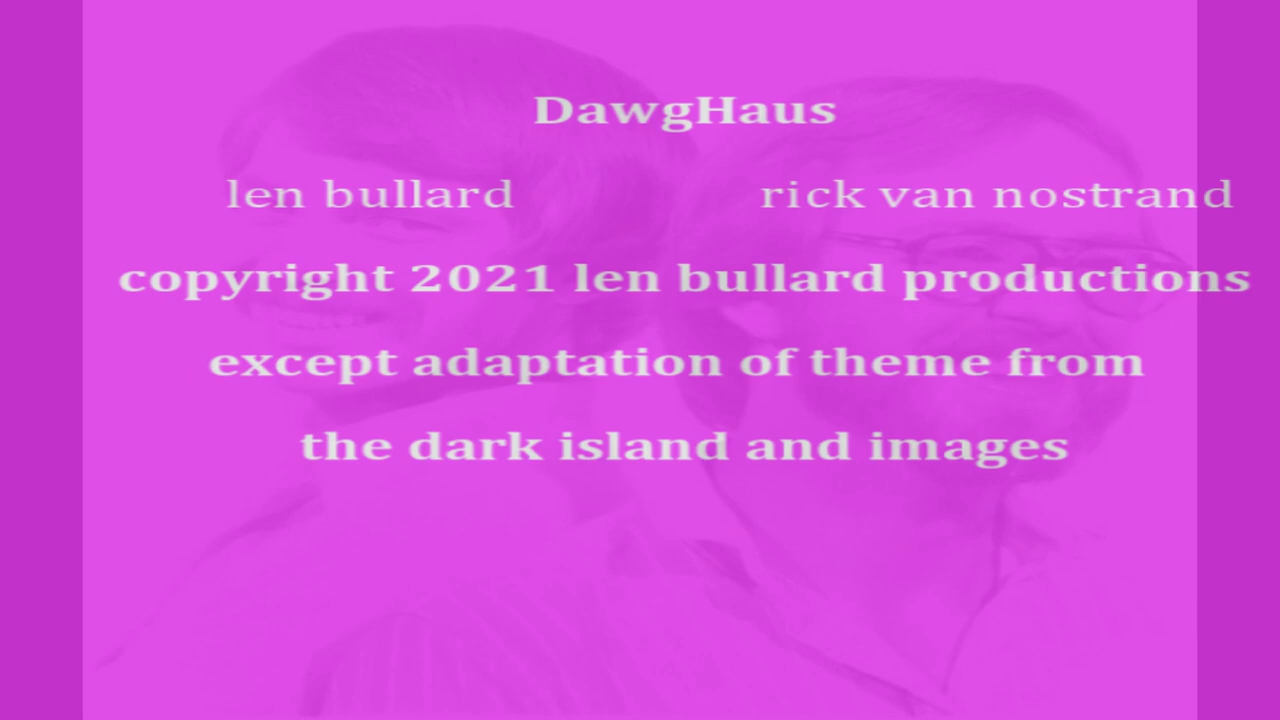 DawgHaus
len bullard rick van nostrand
copyright 2021 len bullard productions
except adaptation of theme from
the dark island and images